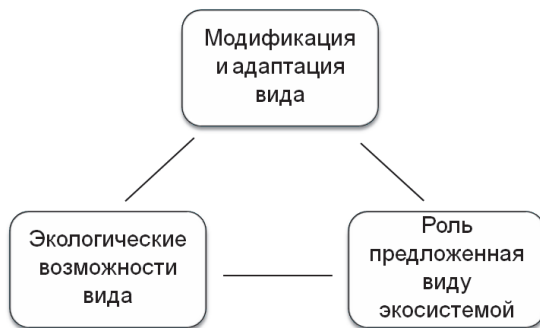 Модификация
и адаптация
вида
Экологические
возможности
вида
Роль
предложенная
виду
экосистемой